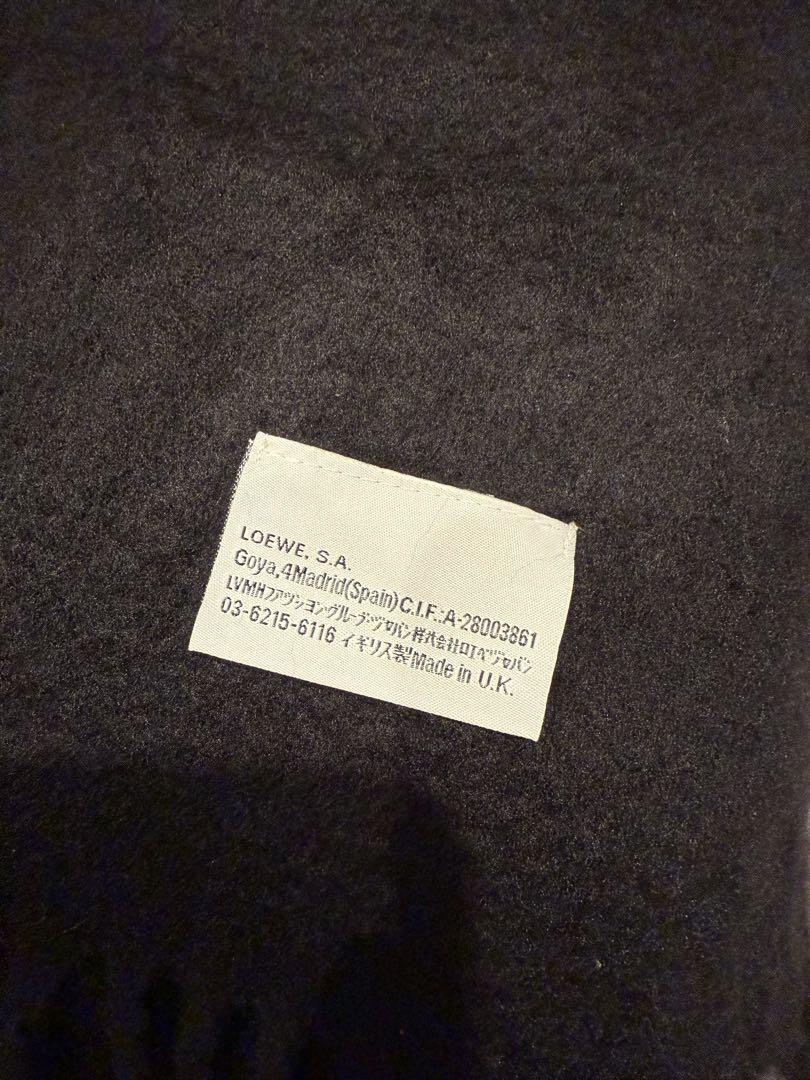 LOEWE, S.A.
Goya,4Madrid(Spain)C.I.F.:A-28003861
LVMHファッショングループ・ジャパン株式会社ロエベジャパン
03-6215-6116 イギリス製Made in U.K.